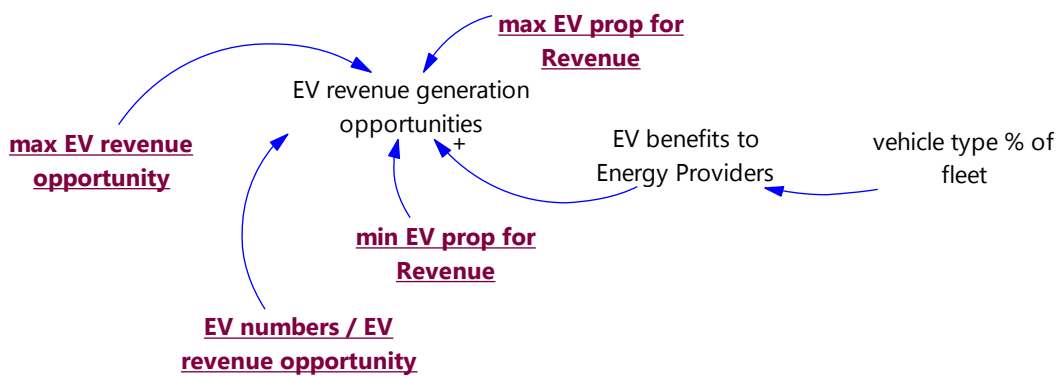 max EV prop for
Revenue
EV revenue generation
opportunities
+
max EV revenue
opportunity
EV benefits to
Energy Providers
vehicle type % of
fleet
min EV prop for
Revenue
EV numbers / EV
revenue opportunity